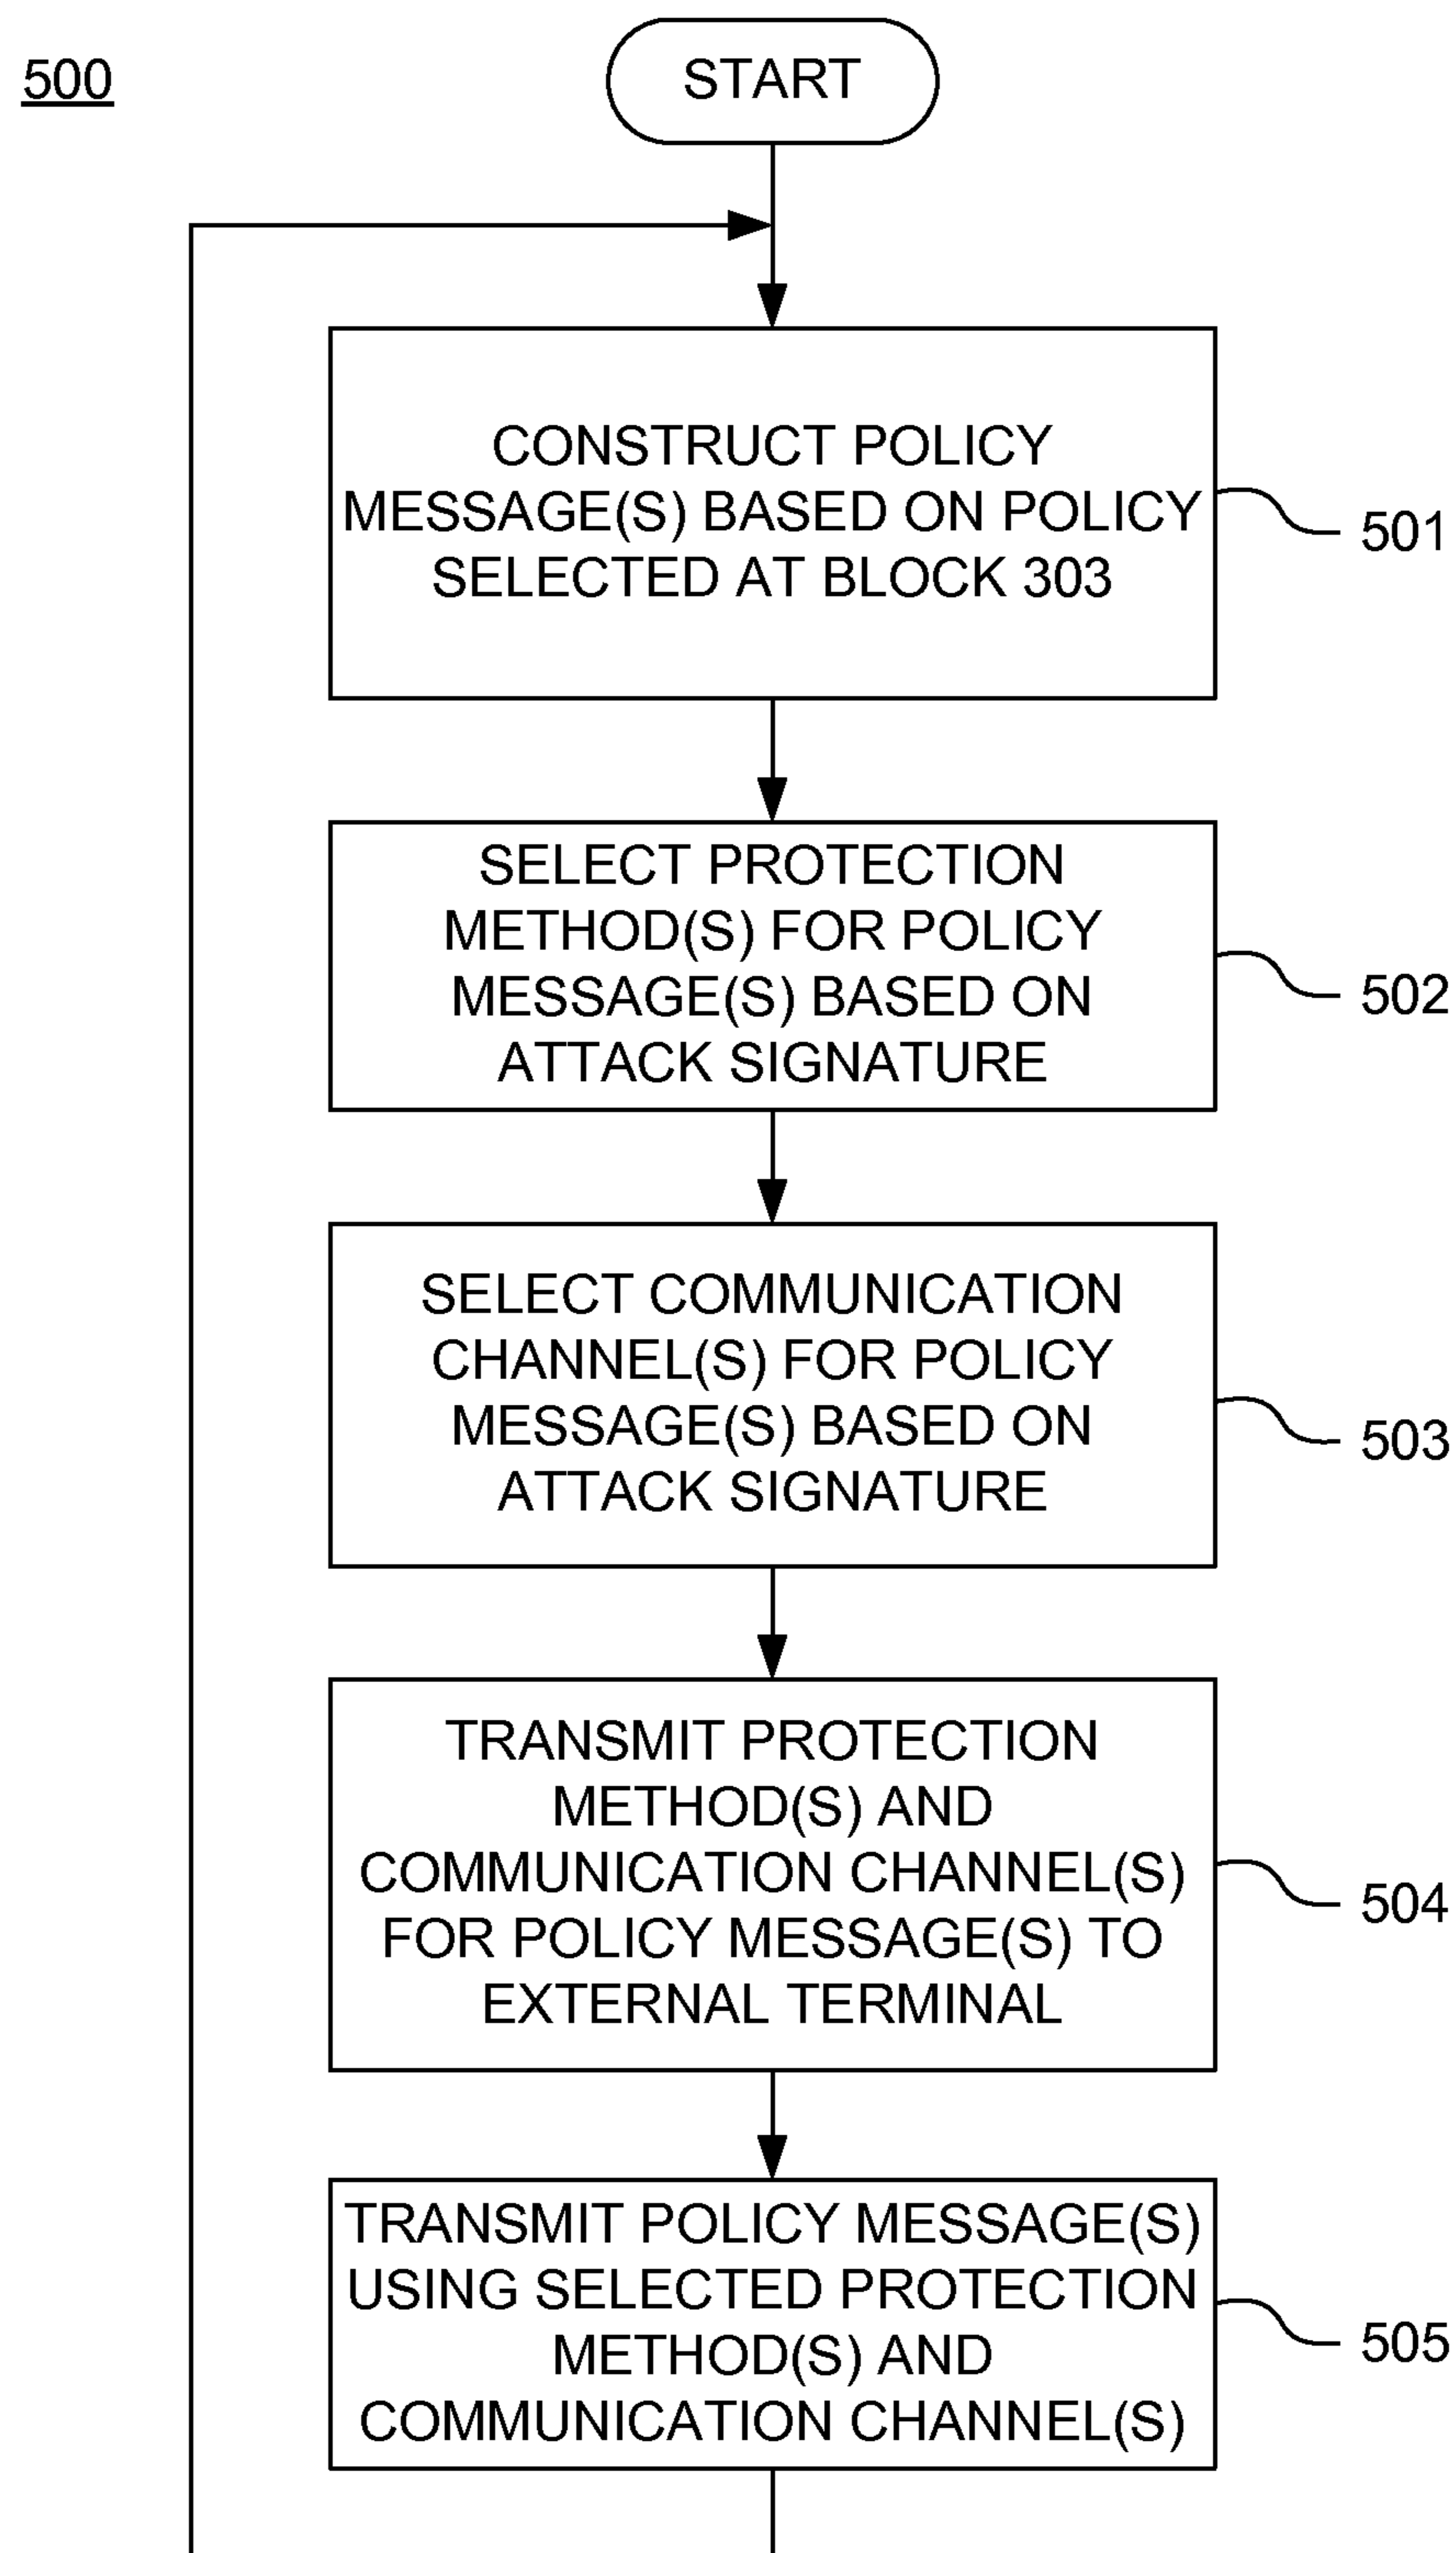 500
START
CONSTRUCT POLICY
MESSAGE(S) BASED ON POLICY
SELECTED AT BLOCK 303
501
SELECT PROTECTION
METHOD(S) FOR POLICY
MESSAGE(S) BASED ON
ATTACK SIGNATURE
502
SELECT COMMUNICATION
CHANNEL(S) FOR POLICY
MESSAGE(S) BASED ON
ATTACK SIGNATURE
503
TRANSMIT PROTECTION
METHOD(S) AND
COMMUNICATION CHANNEL(S)
FOR POLICY MESSAGE(S) TO
EXTERNAL TERMINAL
504
TRANSMIT POLICY MESSAGE(S)
USING SELECTED PROTECTION
METHOD(S) AND
COMMUNICATION CHANNEL(S)
505